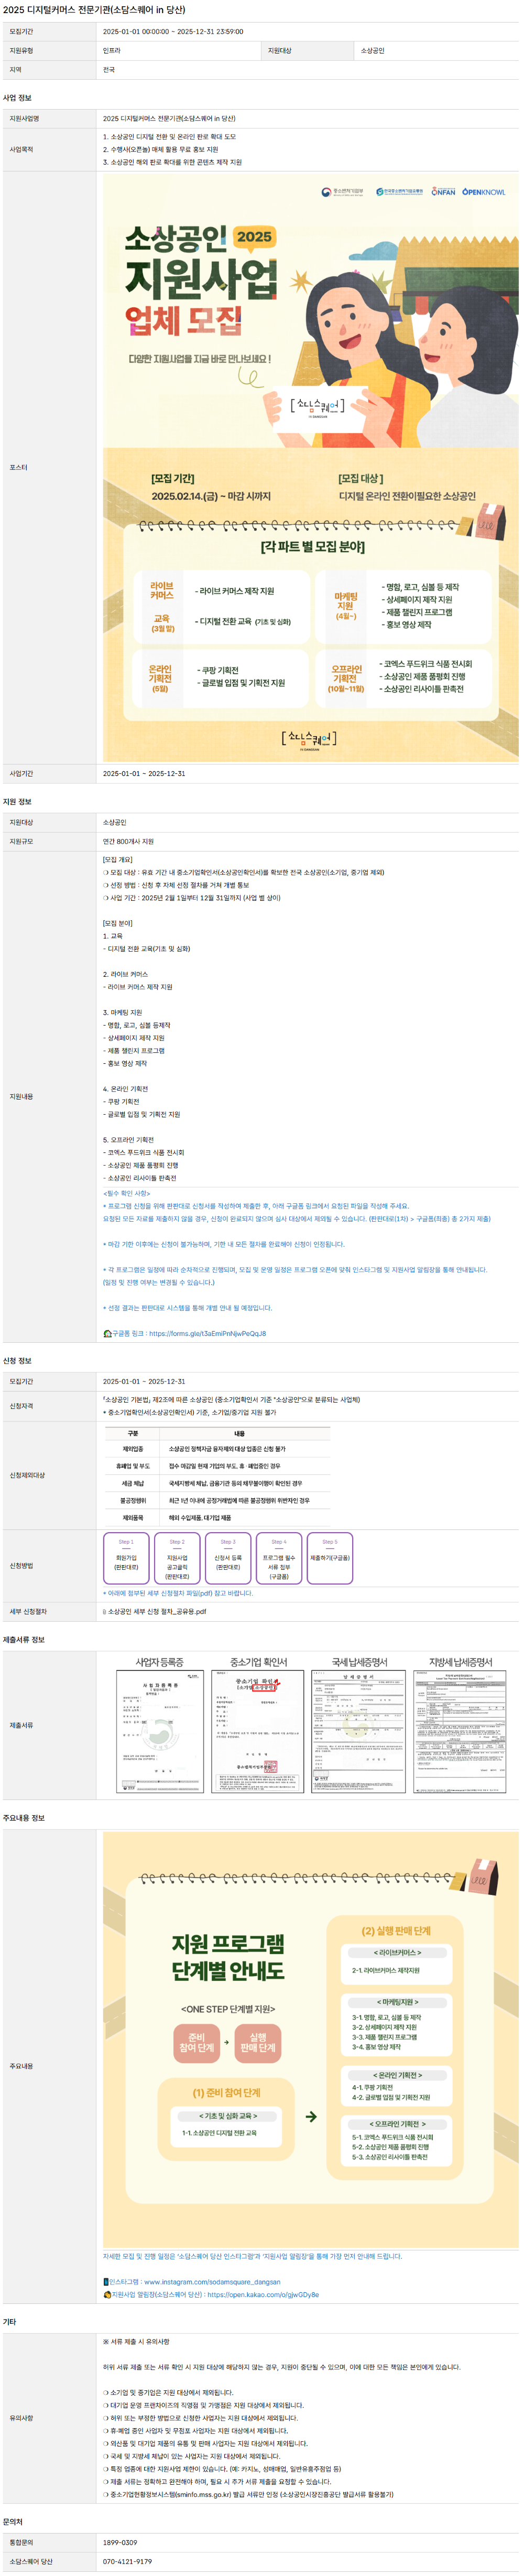 2025 디지털커머스 전문기관(소담스퀘어 in 당산)
모집기간 2025-01-01 00:00:00 ~ 2025-12-31 23:59:00
지원유형 인프라 지원대상 소상공인
지역 전국
사업 정보
지원사업명 2025 디지털커머스 전문기관(소담스퀘어 in 당산)
사업목적
1. 소상공인 디지털 전환 및 온라인 판로 확대 도모
2. 수행사(오픈놀) 매체 활용 무료 홍보 지원
3. 소상공인 해외 판로 확대를 위한 콘텐츠 제작 지원
포스터
중소벤처기업부 한국중소벤처기업유통원 ONFAN OPENKNOWL
소상공인 2025
지원사업
업체 모집
다양한 지원사업을 지금 바로 만나보세요!
[소담스퀘어]
IN DANGSAN
[모집 기간]
2025.02.14.(금) ~ 마감 시까지
[모집 대상]
디지털 온라인 전환이필요한 소상공인
[각 파트 별 모집 분야]
라이브 커머스
- 라이브 커머스 제작 지원
교육 (3월 말)
- 디지털 전환 교육 (기초 및 심화)
마케팅 지원 (4월~)
- 명함, 로고, 심볼 등 제작
- 상세페이지 제작 지원
- 제품 챌린지 프로그램
- 홍보 영상 제작
온라인 기획전 (5월)
- 쿠팡 기획전
- 글로벌 입점 및 기획전 지원
오프라인 기획전 (10월~11월)
- 코엑스 푸드위크 식품 전시회
- 소상공인 제품 품평회 진행
- 소상공인 리사이틀 판촉전
[소담스퀘어]
IN DANGSAN
사업기간 2025-01-01 ~ 2025-12-31
지원 정보
지원대상 소상공인
지원규모 연간 800개사 지원
지원내용
[모집 개요]
❍ 모집 대상 : 유효 기간 내 중소기업확인서(소상공인확인서)를 확보한 전국 소상공인(소기업, 중기업 제외)
❍ 선정 방법 : 신청 후 자체 선정 절차를 거쳐 개별 통보
❍ 사업 기간 : 2025년 2월 1일부터 12월 31일까지 (사업 별 상이)
[모집 분야]
1. 교육
- 디지털 전환 교육(기초 및 심화)
2. 라이브 커머스
- 라이브 커머스 제작 지원
3. 마케팅 지원
- 명함, 로고, 심볼 등제작
- 상세페이지 제작 지원
- 제품 챌린지 프로그램
- 홍보 영상 제작
4. 온라인 기획전
- 쿠팡 기획전
- 글로벌 입점 및 기획전 지원
5. 오프라인 기획전
- 코엑스 푸드위크 식품 전시회
- 소상공인 제품 품평회 진행
- 소상공인 리사이틀 판촉전
<필수 확인 사항>
* 프로그램 신청을 위해 판판대로 신청서를 작성하여 제출한 후, 아래 구글폼 링크에서 요청된 파일을 작성해 주세요.
요청된 모든 자료를 제출하지 않을 경우, 신청이 완료되지 않으며 심사 대상에서 제외될 수 있습니다. (판판대로(1차) > 구글폼(최종) 총 2가지 제출)
* 마감 기한 이후에는 신청이 불가능하며, 기한 내 모든 절차를 완료해야 신청이 인정됩니다.
* 각 프로그램은 일정에 따라 순차적으로 진행되며, 모집 및 운영 일정은 프로그램 오픈에 맞춰 인스타그램 및 지원사업 알림장을 통해 안내됩니다.
(일정 및 진행 여부는 변경될 수 있습니다.)
* 선정 결과는 판판대로 시스템을 통해 개별 안내 될 예정입니다.
구글폼 링크 : https://forms.gle/t3aEmiPnNjwPeQqJ8
신청 정보
모집기간 2025-01-01 ~ 2025-12-31
신청자격
「소상공인 기본법」 제2조에 따른 소상공인 (중소기업확인서 기준 "소상공인"으로 분류되는 사업체)
* 중소기업확인서(소상공인확인서) 기준, 소기업/중기업 지원 불가
신청제외대상
구분 내용
제외업종 소상공인 정책자금 융자제외 대상 업종은 신청 불가
휴폐업 및 부도 접수 마감일 현재 기업의 부도, 휴·폐업중인 경우
세금 체납 국세지방세 체납, 금융기관 등의 채무불이행이 확인된 경우
불공정행위 최근 1년 이내에 공정거래법에 따른 불공정행위 위반자인 경우
제외품목 해외 수입제품, 대기업 제품
신청방법
Step 1 회원가입 (판판대로)
Step 2 지원사업 공고클릭 (판판대로)
Step 3 신청서 등록 (판판대로)
Step 4 프로그램 필수 서류 첨부 (구글폼)
Step 5 제출하기(구글폼)
* 아래에 첨부된 세부 신청절차 파일(pdf) 참고 바랍니다.
세부 신청절차 소상공인 세부 신청 절차_공유용.pdf
제출서류 정보
제출서류
사업자 등록증 중소기업 확인서 국세 납세증명서 지방세 납세증명서
주요내용 정보
주요내용
지원 프로그램
단계별 안내도
<ONE STEP 단계별 지원>
준비 참여 단계
실행 판매 단계
(1) 준비 참여 단계
< 기초 및 심화 교육 >
1-1. 소상공인 디지털 전환 교육
(2) 실행 판매 단계
< 라이브커머스 >
2-1. 라이브커머스 제작지원
< 마케팅지원 >
3-1. 명함, 로고, 심볼 등 제작
3-2. 상세페이지 제작 지원
3-3. 제품 챌린지 프로그램
3-4. 홍보 영상 제작
< 온라인 기획전 >
4-1. 쿠팡 기획전
4-2. 글로벌 입점 및 기획전 지원
< 오프라인 기획전 >
5-1. 코엑스 푸드위크 식품 전시회
5-2. 소상공인 제품 품평회 진행
5-3. 소상공인 리사이틀 판촉전
자세한 모집 및 진행 일정은 '소담스퀘어 당산 인스타그램'과 '지원사업 알림장'을 통해 가장 먼저 안내해 드립니다.
인스타그램 : www.instagram.com/sodamsquare_dangsan
지원사업 알림장(소담스퀘어 당산) : https://open.kakao.com/o/gjwGDy8e
기타
유의사항
※ 서류 제출 시 유의사항
허위 서류 제출 또는 서류 확인 시 지원 대상에 해당하지 않는 경우, 지원이 중단될 수 있으며, 이에 대한 모든 책임은 본인에게 있습니다.
❍ 소기업 및 중기업은 지원 대상에서 제외됩니다.
❍ 대기업 운영 프랜차이즈의 직영점 및 가맹점은 지원 대상에서 제외됩니다.
❍ 허위 또는 부정한 방법으로 신청한 사업자는 지원 대상에서 제외됩니다.
❍ 휴·폐업 중인 사업자 및 무점포 사업자는 지원 대상에서 제외됩니다.
❍ 외산품 및 대기업 제품의 유통 및 판매 사업자는 지원 대상에서 제외됩니다.
❍ 국세 및 지방세 체납이 있는 사업자는 지원 대상에서 제외됩니다.
❍ 특정 업종에 대한 지원사업 제한이 있습니다. (예: 카지노, 성매매업, 일반유흥주점업 등)
❍ 제출 서류는 정확하고 완전해야 하며, 필요 시 추가 서류 제출을 요청할 수 있습니다.
❍ 중소기업현황정보시스템(sminfo.mss.go.kr) 발급 서류만 인정 (소상공인시장진흥공단 발급서류 활용불가)
문의처
통합문의 1899-0309
소담스퀘어 당산 070-4121-9179